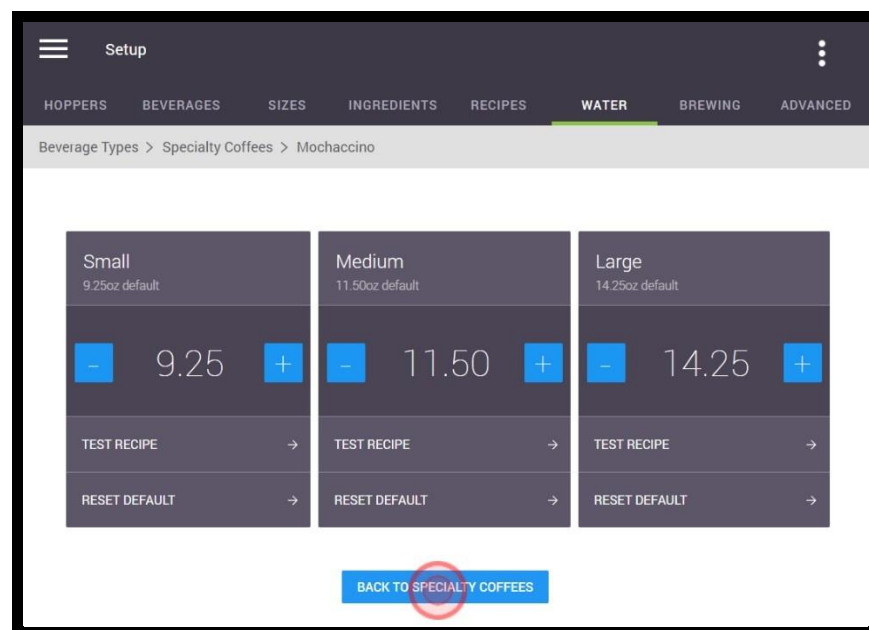 Setup
HOPPERS BEVERAGES SIZES INGREDIENTS RECIPES WATER BREWING ADVANCED
Beverage Types > Specialty Coffees > Mochaccino
Small Medium Large
9.25oz default 11.50oz default 14.25oz default
- 9.25 + - 11.50 + - 14.25 +
TEST RECIPE → TEST RECIPE → TEST RECIPE →
RESET DEFAULT → RESET DEFAULT → RESET DEFAULT →
BACK TO SPECIALTY COFFEES